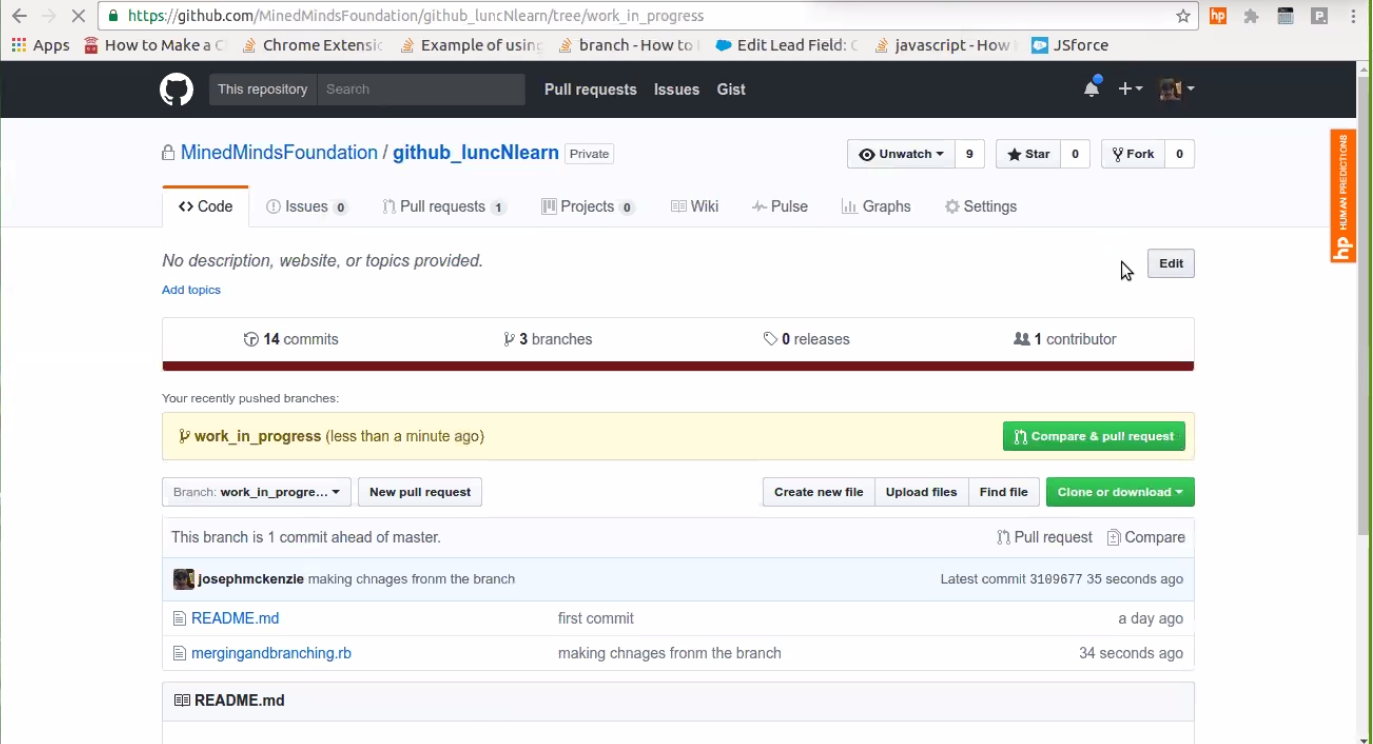 https://github.com/MinedMindsFoundation/github_luncNlearn/tree/work_in_progress
Apps How to Make a C Chrome Extensic Example of using branch - How to Edit Lead Field: C javascript - How JSforce
This repository Search Pull requests Issues Gist
MinedMindsFoundation / github_luncNlearn Private Unwatch 9 Star 0 Fork 0
Code Issues 0 Pull requests 1 Projects 0 Wiki Pulse Graphs Settings
hp HUMAN PREDICTIONS
No description, website, or topics provided. Edit
Add topics
14 commits 3 branches 0 releases 1 contributor
Your recently pushed branches:
work_in_progress (less than a minute ago) Compare & pull request
Branch: work_in_progre... New pull request Create new file Upload files Find file Clone or download
This branch is 1 commit ahead of master. Pull request Compare
josephmckenzie making chnages fronm the branch Latest commit 3109677 35 seconds ago
README.md first commit a day ago
mergingandbranching.rb making chnages fronm the branch 34 seconds ago
README.md